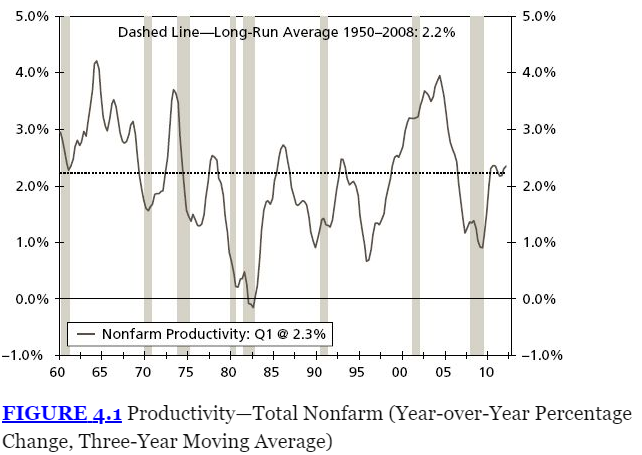 Dashed Line—Long-Run Average 1950–2008: 2.2%
5.0%
4.0%
3.0%
2.0%
1.0%
0.0%
−1.0%
5.0%
4.0%
3.0%
2.0%
1.0%
0.0%
−1.0%
Nonfarm Productivity: Q1 @ 2.3%
60 65 70 75 80 85 90 95 00 05 10
FIGURE 4.1 Productivity—Total Nonfarm (Year-over-Year Percentage
Change, Three-Year Moving Average)